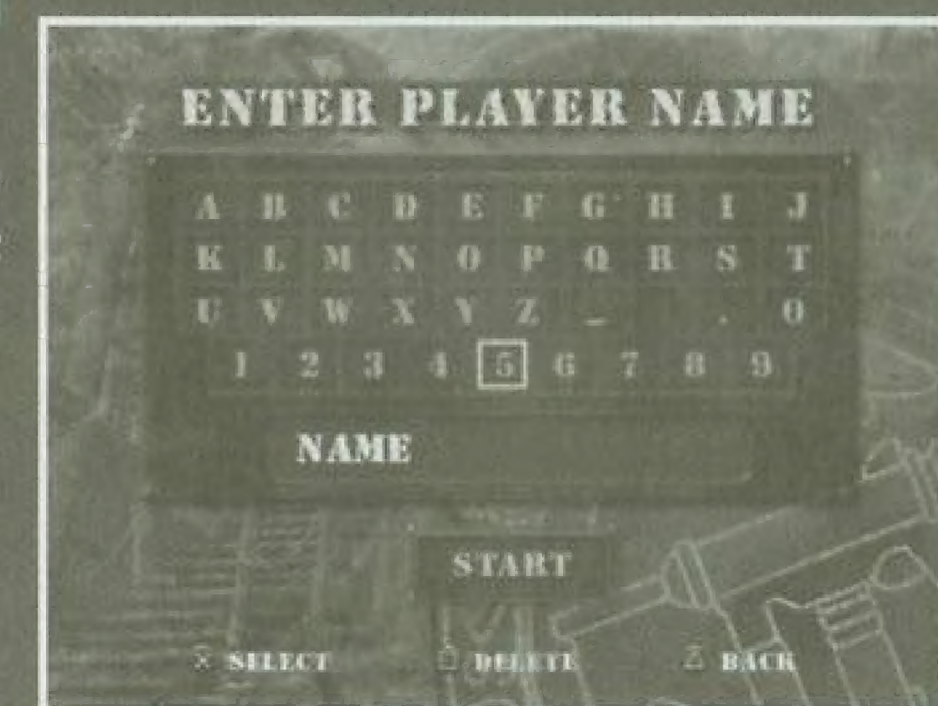 ENTER PLAYER NAME
A B C D E F G H I J
K L M N O P Q R S T
U V W X Y Z _ . 0
1 2 3 4 5 6 7 8 9
NAME
START
SELECT DELETE BACK